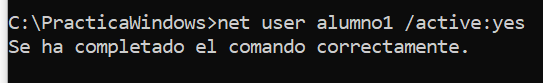 C:\PracticaWindows>net user alumno1 /active:yes
Se ha completado el comando correctamente.